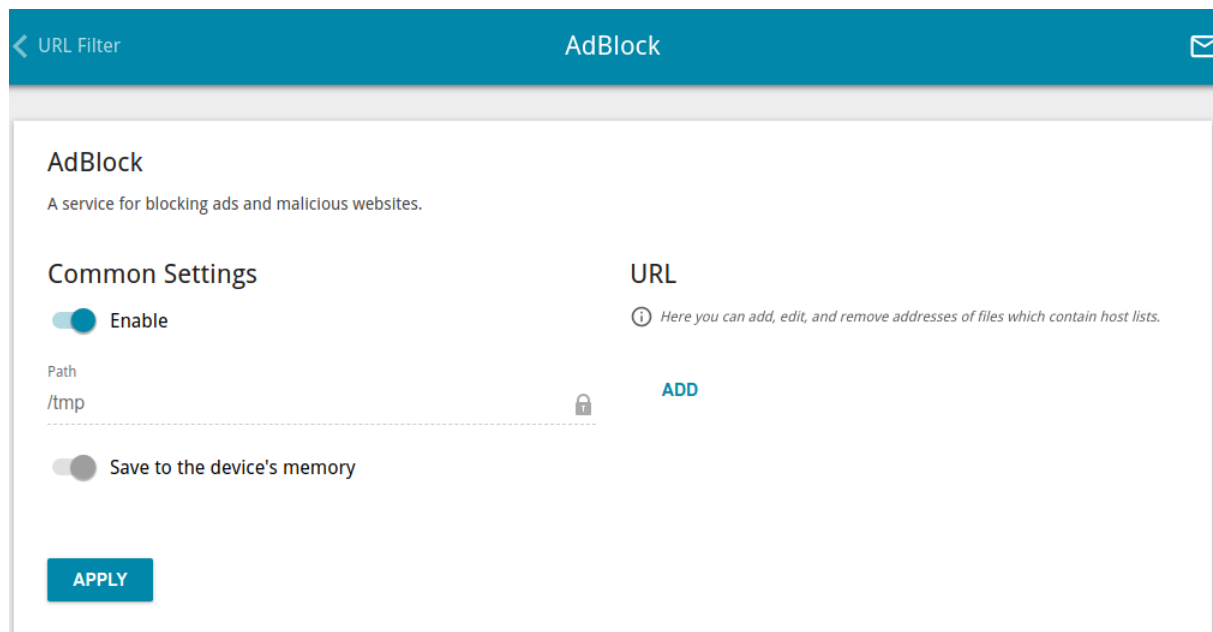 URL Filter
AdBlock
AdBlock
A service for blocking ads and malicious websites.
Common Settings
Enable
Path
/tmp
Save to the device's memory
APPLY
URL
Here you can add, edit, and remove addresses of files which contain host lists.
ADD